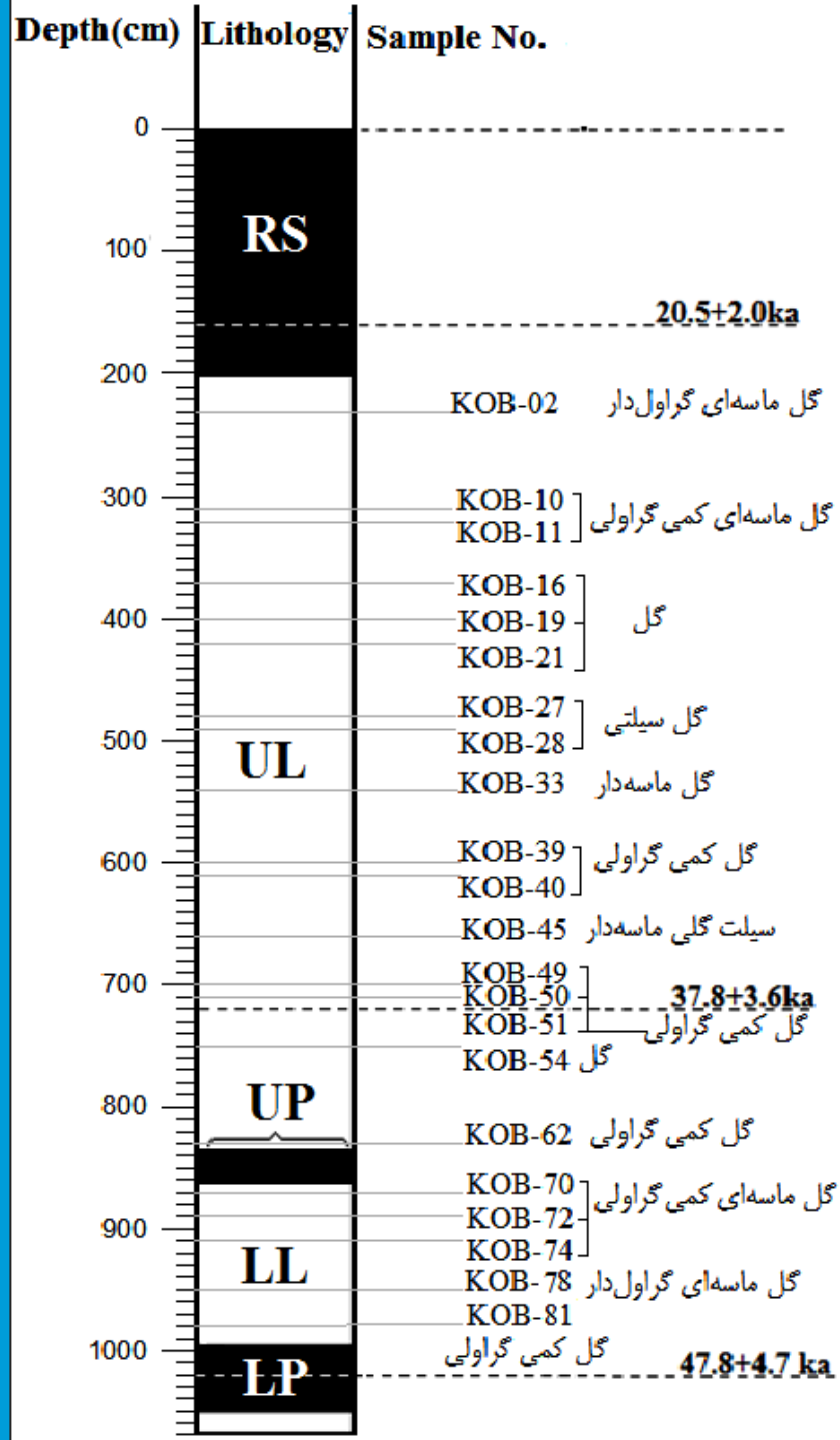 Depth(cm) Lithology Sample No.
0
RS
100
20.5+2.0ka
200
KOB-02 گل ماسه‌ای گراول‌دار
300
KOB-10
KOB-11 گل ماسه‌ای کمی گراولی
KOB-16
400
KOB-19 گل
KOB-21
KOB-27
KOB-28 گل سیلتی
500
UL
KOB-33 گل ماسه‌دار
600
KOB-39
KOB-40 گل کمی گراولی
KOB-45 سیلت گلی ماسه‌دار
700
KOB-49
KOB-50 37.8+3.6ka
KOB-51 گل کمی گراولی
KOB-54 گل
800
UP
KOB-62 گل کمی گراولی
KOB-70
KOB-72 گل ماسه‌ای کمی گراولی
900
KOB-74
LL
KOB-78 گل ماسه‌ای گراول‌دار
KOB-81
1000
گل کمی گراولی
47.8+4.7 ka
LP